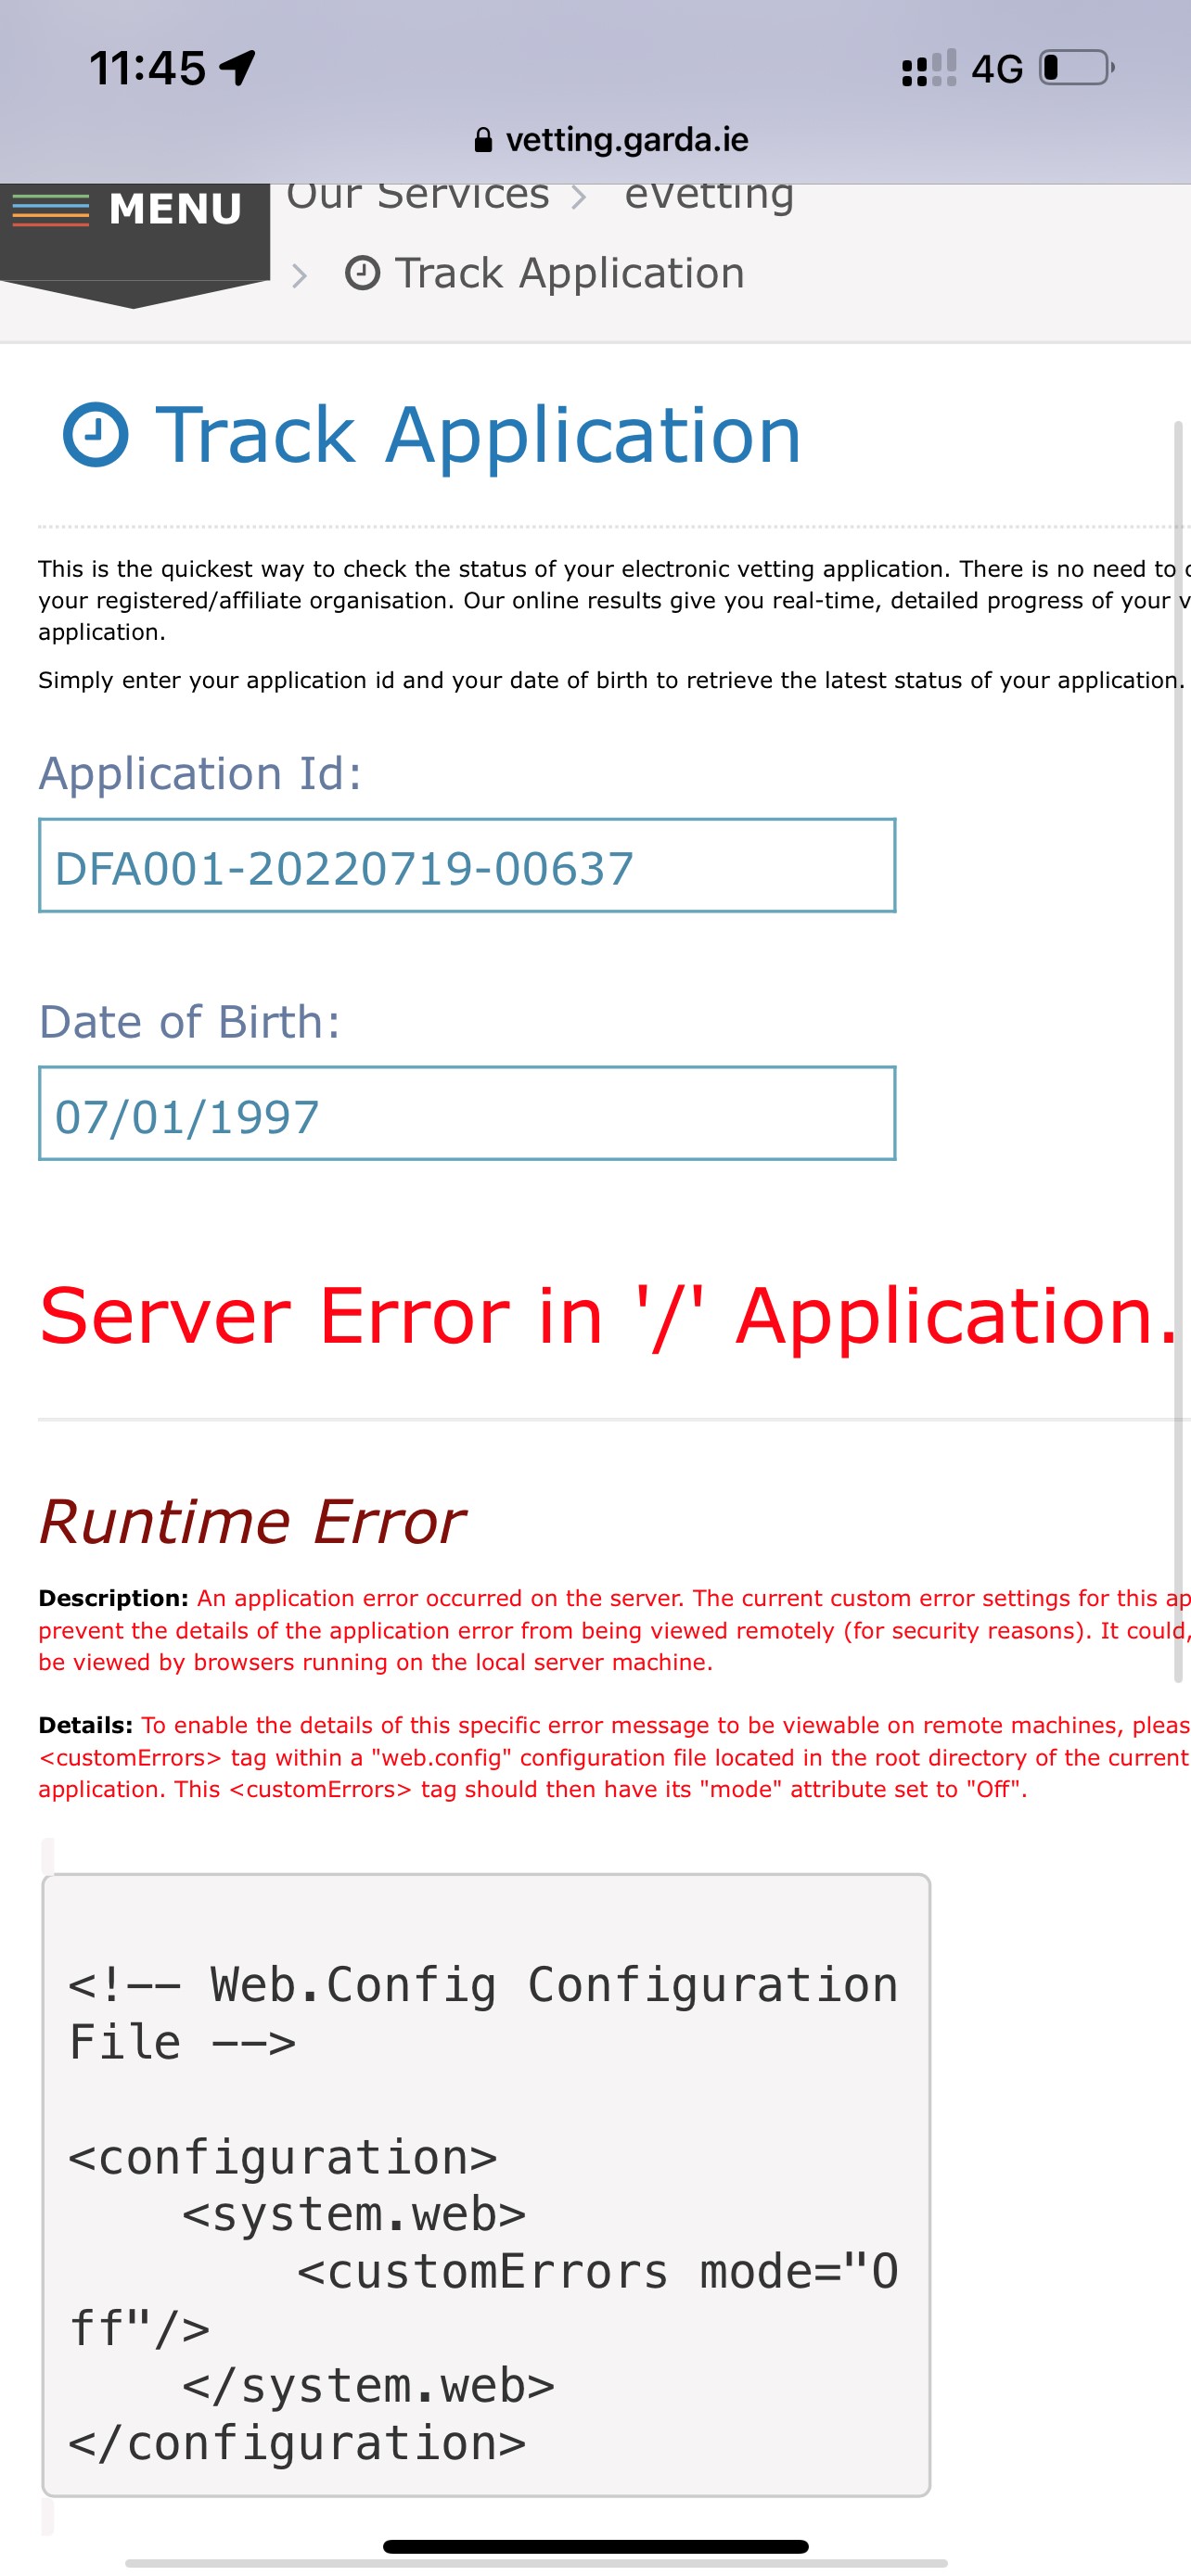 11:45
4G
vetting.garda.ie
MENU
Our Services > eVetting
> Track Application
Track Application
This is the quickest way to check the status of your electronic vetting application. There is no need to
your registered/affiliate organisation. Our online results give you real-time, detailed progress of your
application.
Simply enter your application id and your date of birth to retrieve the latest status of your application.
Application Id:
DFA001-20220719-00637
Date of Birth:
07/01/1997
Server Error in '/' Application.
Runtime Error
Description: An application error occurred on the server. The current custom error settings for this ap
prevent the details of the application error from being viewed remotely (for security reasons). It could,
be viewed by browsers running on the local server machine.
Details: To enable the details of this specific error message to be viewable on remote machines, pleas
<customErrors> tag within a "web.config" configuration file located in the root directory of the current
application. This <customErrors> tag should then have its "mode" attribute set to "Off".
<!-- Web.Config Configuration
File -->
<configuration>
    <system.web>
        <customErrors mode="O
ff"/>
    </system.web>
</configuration>